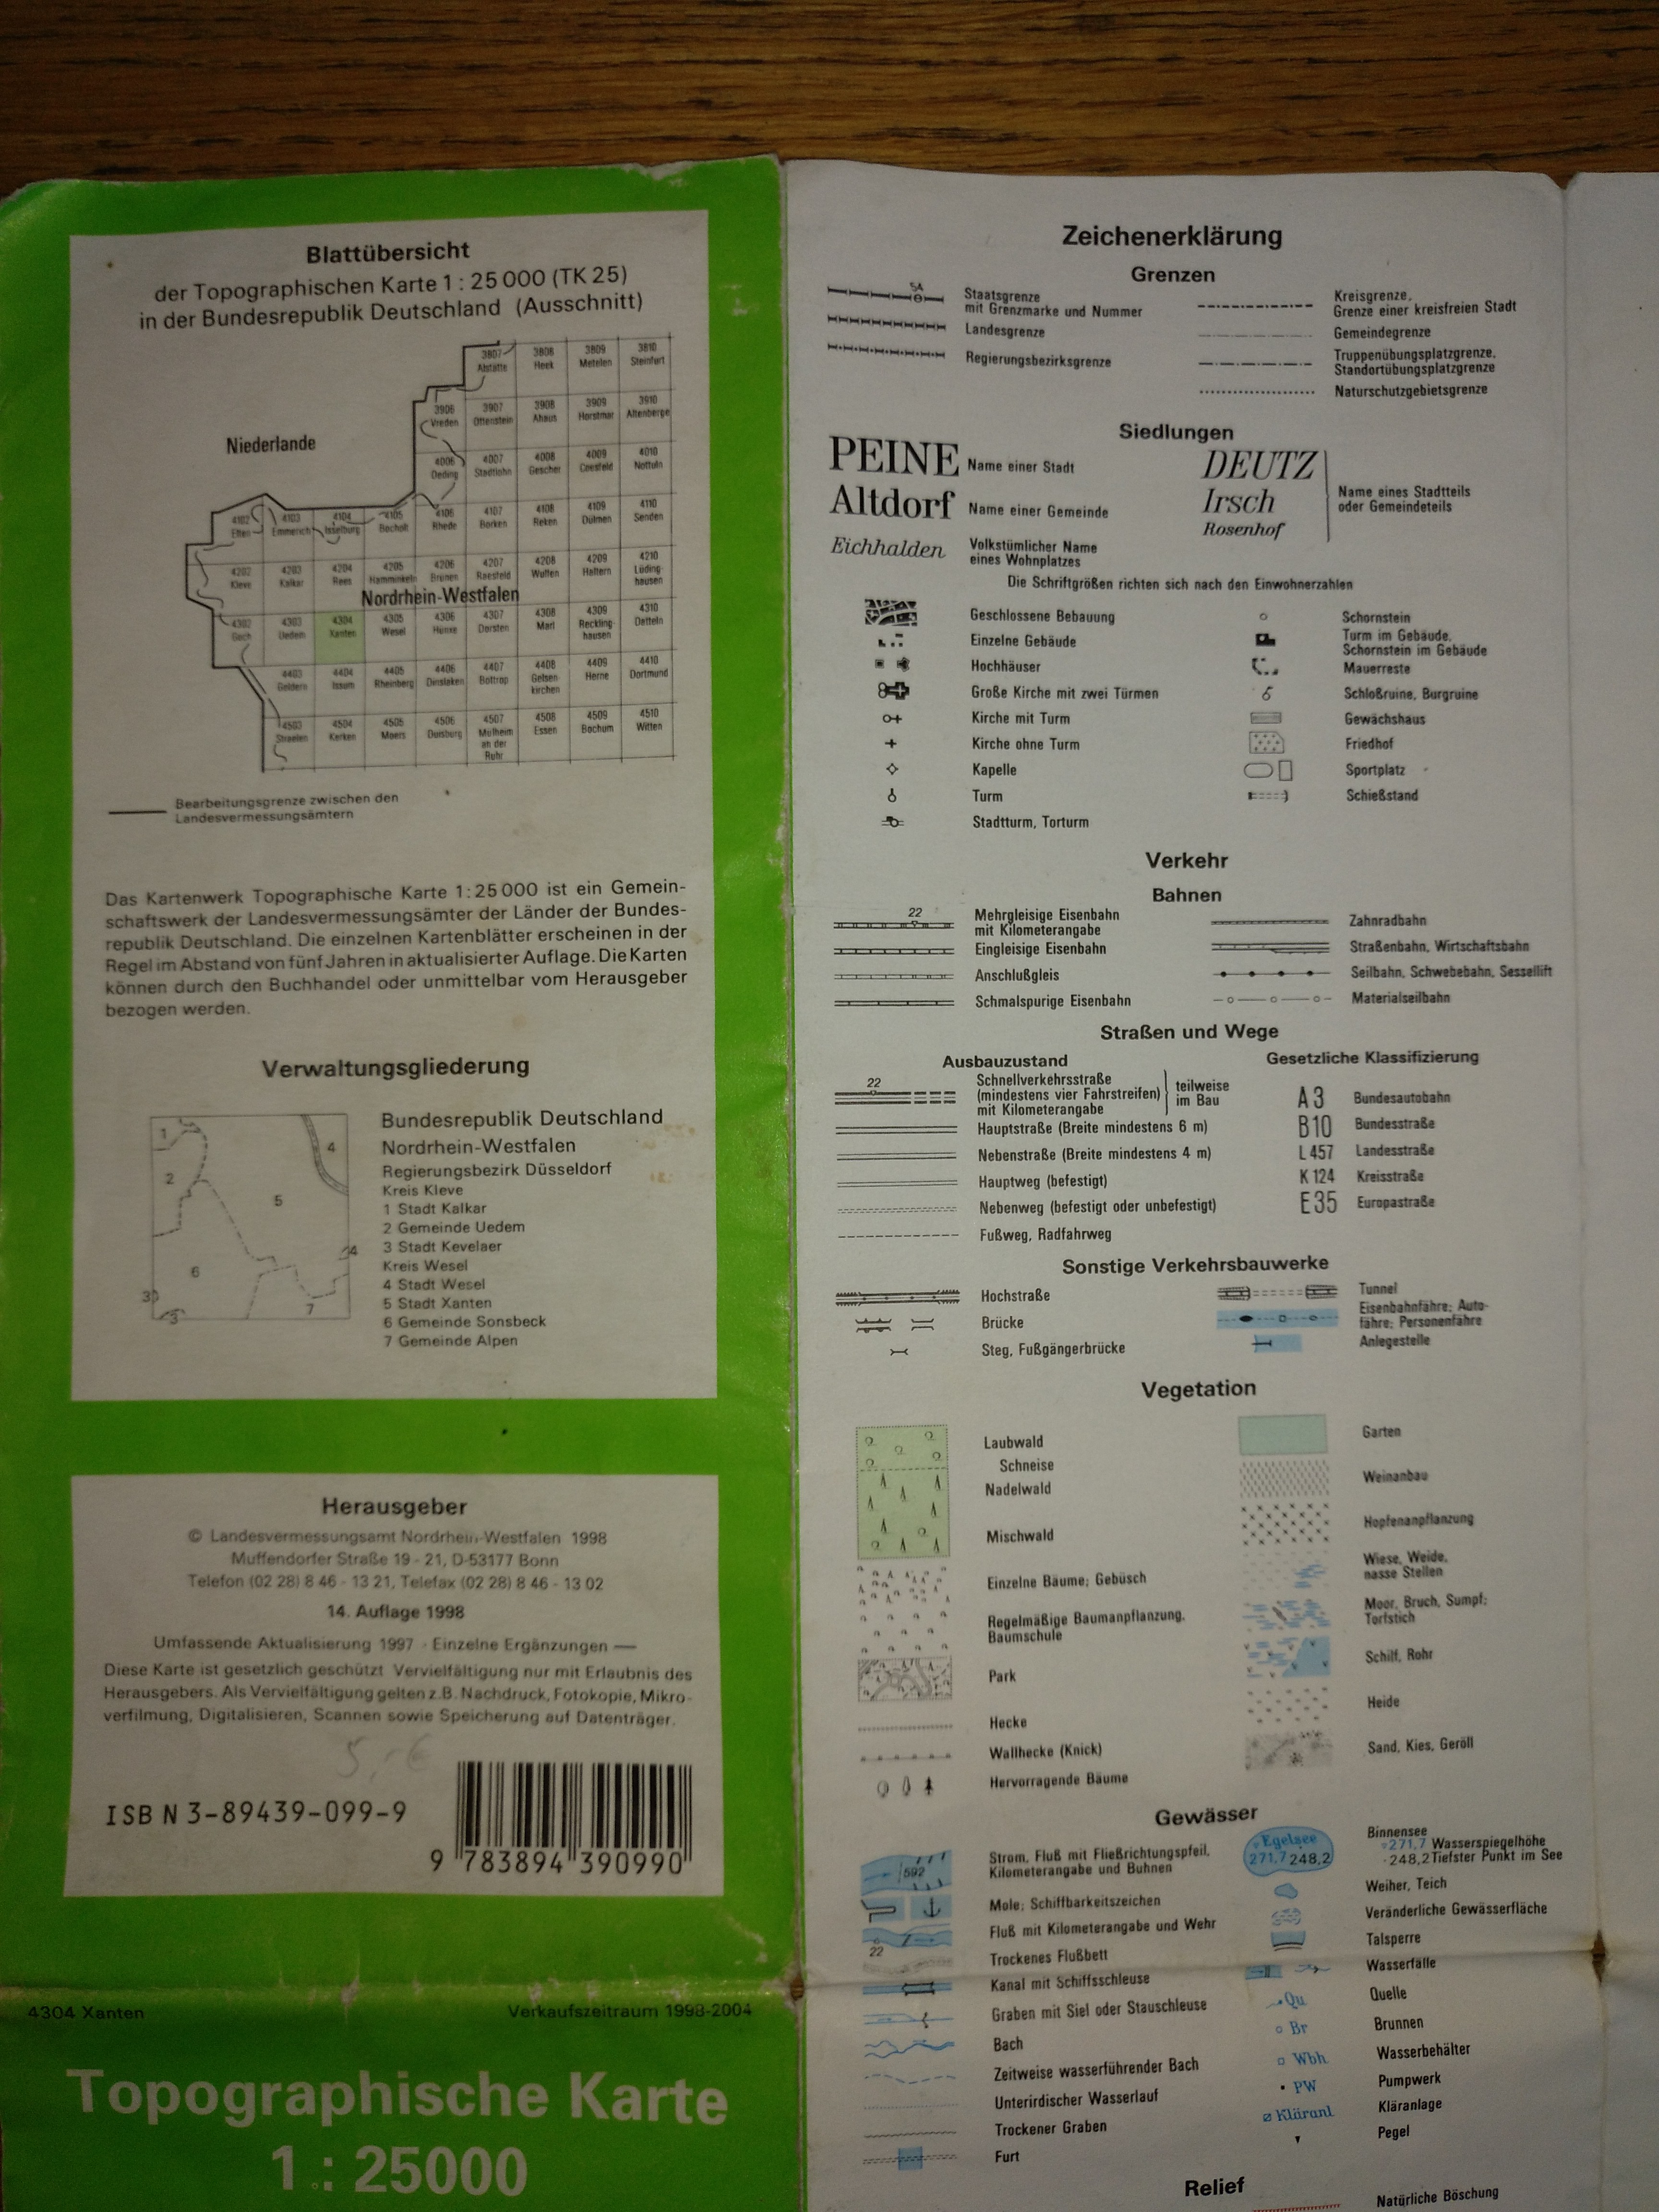 Blattübersicht
der Topographischen Karte 1 : 25 000 (TK 25)
in der Bundesrepublik Deutschland (Ausschnitt)
3807 3808 3809 3810
Alstätte Heek Metelen Steinfurt
3906 3907 3908 3909 3910
Vreden Ottenstein Ahaus Horstmar Altenberge
Niederlande
4006 4007 4008 4009 4010
Oeding Stadtlohn Gescher Coesfeld Nottuln
4102 4103 4104 4105 4106 4107 4108 4109 4110
Elten Emmerich Isselburg Bocholt Rhede Borken Reken Dülmen Senden
4202 4203 4204 4205 4206 4207 4208 4209 4210
Kleve Kalkar Rees Hamminkeln Brünen Raesfeld Wulfen Haltern Lüding-
hausen
Nordrhein-Westfalen
4302 4303 4304 4305 4306 4307 4308 4309 4310
Goch Uedem Xanten Wesel Hünxe Dorsten Marl Reckling- Datteln
hausen
4403 4404 4405 4406 4407 4408 4409 4410
Geldern Issum Rheinberg Dinslaken Bottrop Gelsen Herne Dortmund
kirchen
4503 4504 4505 4506 4507 4508 4509 4510
Straelen Kerken Moers Duisburg Mülheim Essen Bochum Witten
an der
Ruhr
Bearbeitungsgrenze zwischen den
Landesvermessungsämtern
Das Kartenwerk Topographische Karte 1 : 25 000 ist ein Gemein-
schaftswerk der Landesvermessungsämter der Länder der Bundes-
republik Deutschland. Die einzelnen Kartenblätter erscheinen in der
Regel im Abstand von fünf Jahren in aktualisierter Auflage. Die Karten
können durch den Buchhandel oder unmittelbar vom Herausgeber
bezogen werden.
Verwaltungsgliederung
1
2
3
3
4
4
5
6
7
Bundesrepublik Deutschland
Nordrhein-Westfalen
Regierungsbezirk Düsseldorf
Kreis Kleve
1 Stadt Kalkar
2 Gemeinde Uedem
3 Stadt Kevelaer
Kreis Wesel
4 Stadt Wesel
5 Stadt Xanten
6 Gemeinde Sonsbeck
7 Gemeinde Alpen
Herausgeber
© Landesvermessungsamt Nordrhein-Westfalen 1998
Muffendorfer Straße 19 - 21, D-53177 Bonn
Telefon (02 28) 8 46 - 13 21, Telefax (02 28) 8 46 - 13 02
14. Auflage 1998
Umfassende Aktualisierung 1997 · Einzelne Ergänzungen —
Diese Karte ist gesetzlich geschützt Vervielfältigung nur mit Erlaubnis des
Herausgebers. Als Vervielfältigung gelten z.B. Nachdruck, Fotokopie, Mikro-
verfilmung, Digitalisieren, Scannen sowie Speicherung auf Datenträger.
5,- €
ISBN 3-89439-099-9
9 783894 390990
4304 Xanten
Verkaufszeitraum 1998-2004
Topographische Karte
1 : 25000
Zeichenerklärung
Grenzen
54
Staatsgrenze
mit Grenzmarke und Nummer
Landesgrenze
Regierungsbezirksgrenze
Kreisgrenze,
Grenze einer kreisfreien Stadt
Gemeindegrenze
Truppenübungsplatzgrenze,
Standortübungsplatzgrenze
Naturschutzgebietsgrenze
Siedlungen
PEINE Name einer Stadt
Altdorf Name einer Gemeinde
Eichhalden Volkstümlicher Name
eines Wohnplatzes
DEUTZ
Irsch
Rosenhof
Name eines Stadtteils
oder Gemeindeteils
Die Schriftgrößen richten sich nach den Einwohnerzahlen
Geschlossene Bebauung
Einzelne Gebäude
Hochhäuser
Große Kirche mit zwei Türmen
Kirche mit Turm
Kirche ohne Turm
Kapelle
Turm
Stadtturm, Torturm
Schornstein
Turm im Gebäude,
Schornstein im Gebäude
Mauerreste
Schloßruine, Burgruine
Gewächshaus
Friedhof
Sportplatz
Schießstand
Verkehr
Bahnen
22
Mehrgleisige Eisenbahn
mit Kilometerangabe
Eingleisige Eisenbahn
Anschlußgleis
Schmalspurige Eisenbahn
Zahnradbahn
Straßenbahn, Wirtschaftsbahn
Seilbahn, Schwebebahn, Sessellift
Materialseilbahn
Straßen und Wege
Ausbauzustand
22
Schnellverkehrsstraße
(mindestens vier Fahrstreifen)
mit Kilometerangabe
teilweise
im Bau
Hauptstraße (Breite mindestens 6 m)
Nebenstraße (Breite mindestens 4 m)
Hauptweg (befestigt)
Nebenweg (befestigt oder unbefestigt)
Fußweg, Radfahrweg
Gesetzliche Klassifizierung
A 3 Bundesautobahn
B10 Bundesstraße
L 457 Landesstraße
K 124 Kreisstraße
E 35 Europastraße
Sonstige Verkehrsbauwerke
Hochstraße
Brücke
Steg, Fußgängerbrücke
Tunnel
Eisenbahnfähre; Auto-
fähre; Personenfähre
Anlegestelle
Vegetation
Laubwald
Schneise
Nadelwald
Mischwald
Einzelne Bäume; Gebüsch
Regelmäßige Baumanpflanzung,
Baumschule
Park
Hecke
Wallhecke (Knick)
Hervorragende Bäume
Garten
Weinanbau
Hopfenanpflanzung
Wiese, Weide,
nasse Stellen
Moor, Bruch, Sumpf;
Torfstich
Schilf, Rohr
Heide
Sand, Kies, Geröll
Gewässer
592
Strom, Fluß mit Fließrichtungspfeil,
Kilometerangabe und Buhnen
Mole; Schiffbarkeitszeichen
Fluß mit Kilometerangabe und Wehr
22
Trockenes Flußbett
Kanal mit Schiffsschleuse
Graben mit Siel oder Stauschleuse
Bach
Zeitweise wasserführender Bach
Unterirdischer Wasserlauf
Trockener Graben
Furt
Egelsee
271,7 248,2
Binnensee
271,7 Wasserspiegelhöhe
· 248,2 Tiefster Punkt im See
Weiher, Teich
Veränderliche Gewässerfläche
Talsperre
Wasserfälle
Qu Quelle
Br Brunnen
Wbh. Wasserbehälter
PW Pumpwerk
Kläranl. Kläranlage
Pegel
Relief
Natürliche Böschung